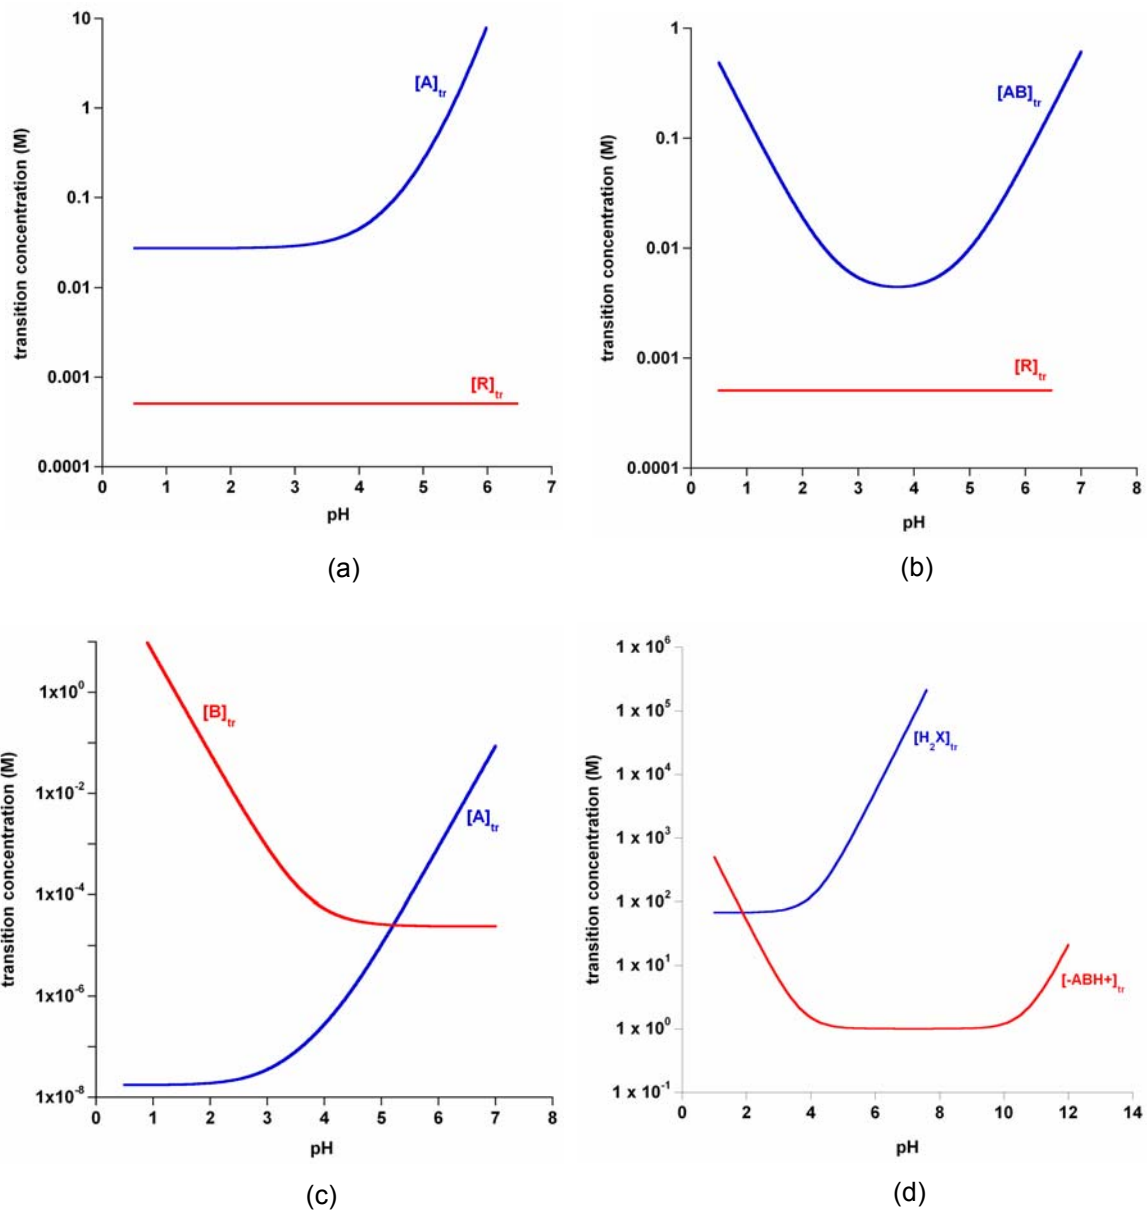 10
1
0.1
0.01
0.001
0.0001
transition concentration (M)
[A]tr
[R]tr
0 1 2 3 4 5 6 7
pH
(a)
1
0.1
0.01
0.001
0.0001
transition concentration (M)
[AB]tr
[R]tr
0 1 2 3 4 5 6 7 8
pH
(b)
1x10^0
1x10^-2
1x10^-4
1x10^-6
1x10^-8
transition concentration (M)
[B]tr
[A]tr
0 1 2 3 4 5 6 7 8
pH
(c)
1 x 10^6
1 x 10^5
1 x 10^4
1 x 10^3
1 x 10^2
1 x 10^1
1 x 10^0
1 x 10^-1
transition concentration (M)
[H2X]tr
[-ABH+]tr
0 2 4 6 8 10 12 14
pH
(d)